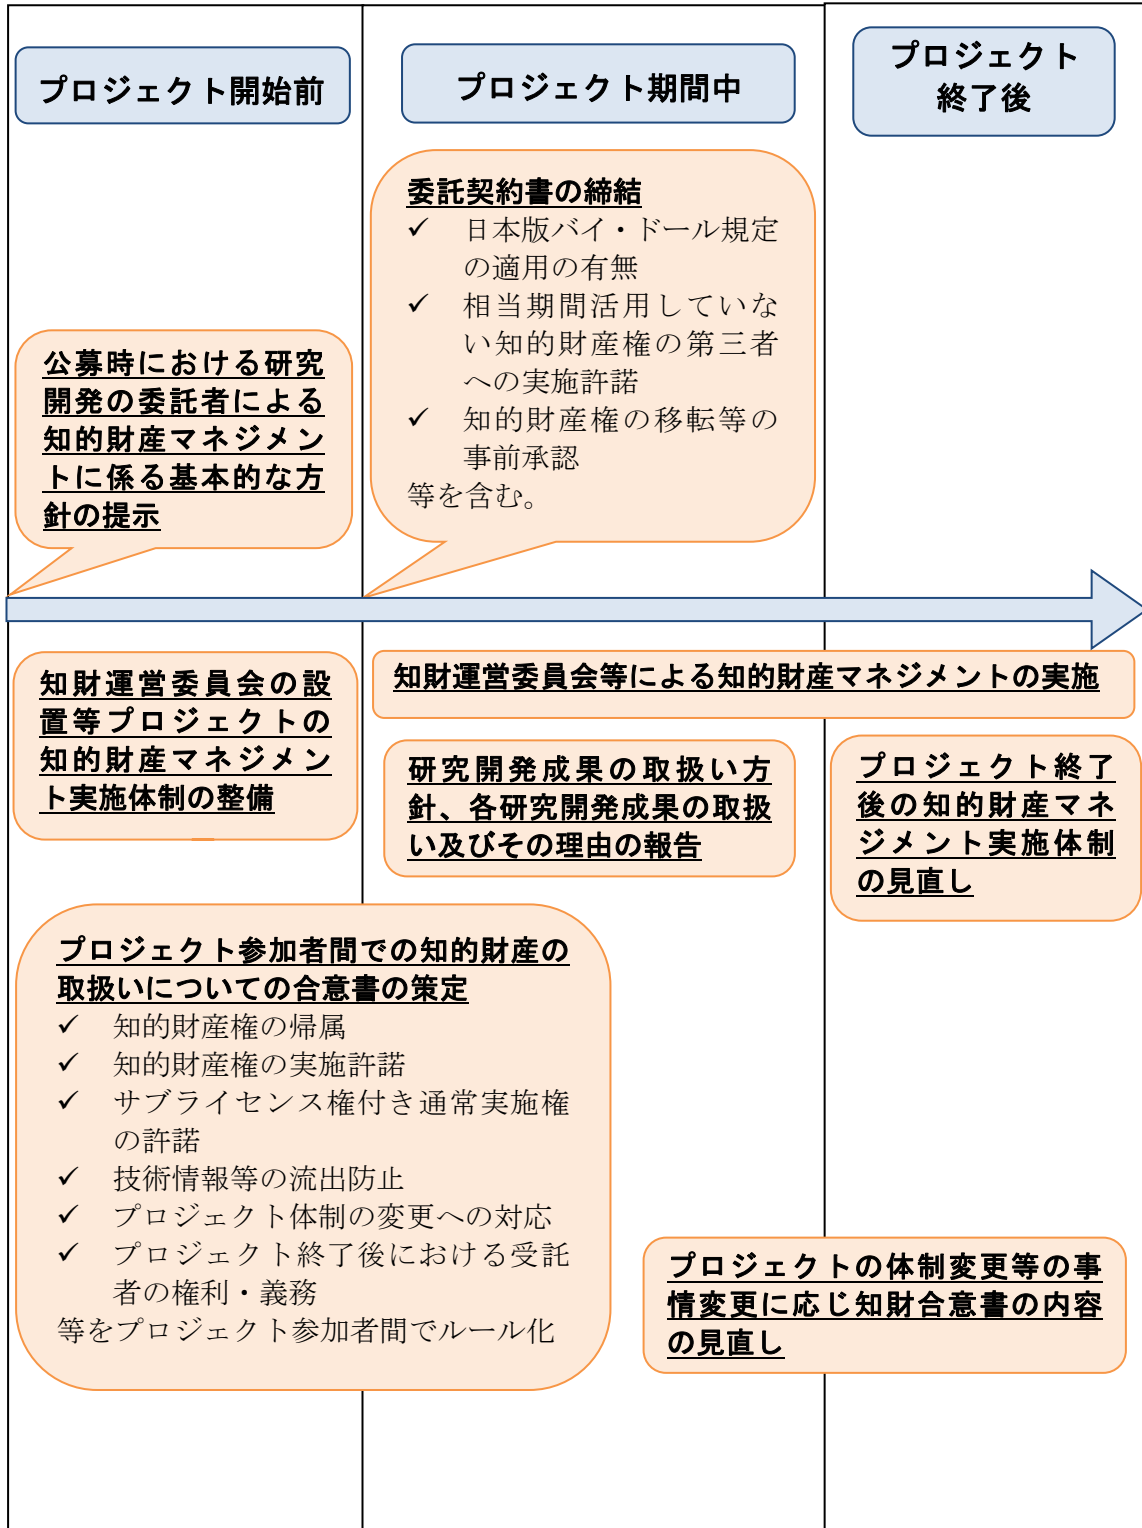 プロジェクト開始前
プロジェクト期間中
プロジェクト
終了後
委託契約書の締結
✓ 日本版バイ・ドール規定
の適用の有無
✓ 相当期間活用していな
い知的財産権の第三者
への実施許諾
✓ 知的財産権の移転等の
事前承認
等を含む。
公募時における研究
開発の委託者による
知的財産マネジメン
トに係る基本的な方
針の提示
知財運営委員会の設
置等プロジェクトの
知的財産マネジメン
ト実施体制の整備
知財運営委員会等による知的財産マネジメントの実施
研究開発成果の取扱い方
針、各研究開発成果の取扱
い及びその理由の報告
プロジェクト終了
後の知的財産マネ
ジメント実施体制
の見直し
プロジェクト参加者間での知的財産の
取扱いについての合意書の策定
✓ 知的財産権の帰属
✓ 知的財産権の実施許諾
✓ サブライセンス権付き通常実施権
の許諾
✓ 技術情報等の流出防止
✓ プロジェクト体制の変更への対応
✓ プロジェクト終了後における受託
者の権利・義務
等をプロジェクト参加者間でルール化
プロジェクトの体制変更等の事
情変更に応じ知財合意書の内容
の見直し